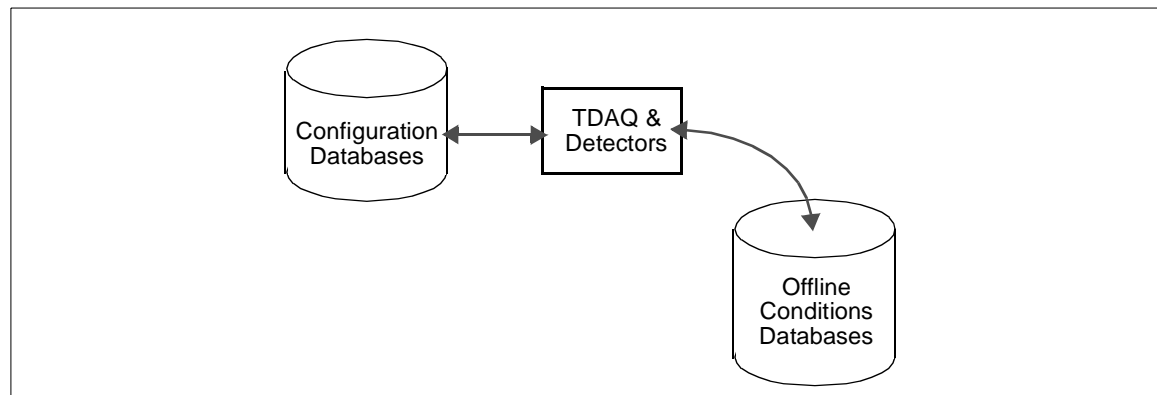 Configuration
Databases
TDAQ &
Detectors
Offline
Conditions
Databases